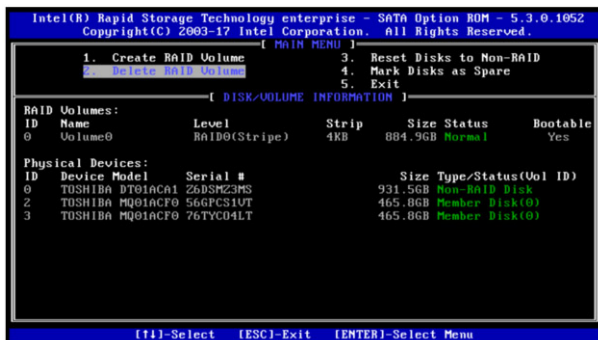 Intel(R) Rapid Storage Technology enterprise - SATA Option ROM - 5.3.0.1052
Copyright(C) 2003-17 Intel Corporation.  All Rights Reserved.
[ MAIN MENU ]
1.  Create RAID Volume  3.  Reset Disks to Non-RAID
2.  Delete RAID Volume  4.  Mark Disks as Spare
5.  Exit
[ DISK/VOLUME INFORMATION ]
RAID Volumes:
ID  Name  Level  Strip  Size  Status  Bootable
0  Volume0  RAID0(Stripe)  4KB  884.9GB  Normal  Yes
Physical Devices:
ID  Device Model  Serial #  Size  Type/Status(Vol ID)
0  TOSHIBA DT01ACA1  Z6DSMZ3MS  931.5GB  Non-RAID Disk
2  TOSHIBA MQ01ACF0  56GPCS1VT  465.8GB  Member Disk(0)
3  TOSHIBA MQ01ACF0  76TYCO4LT  465.8GB  Member Disk(0)
[↑↓]-Select  [ESC]-Exit  [ENTER]-Select Menu